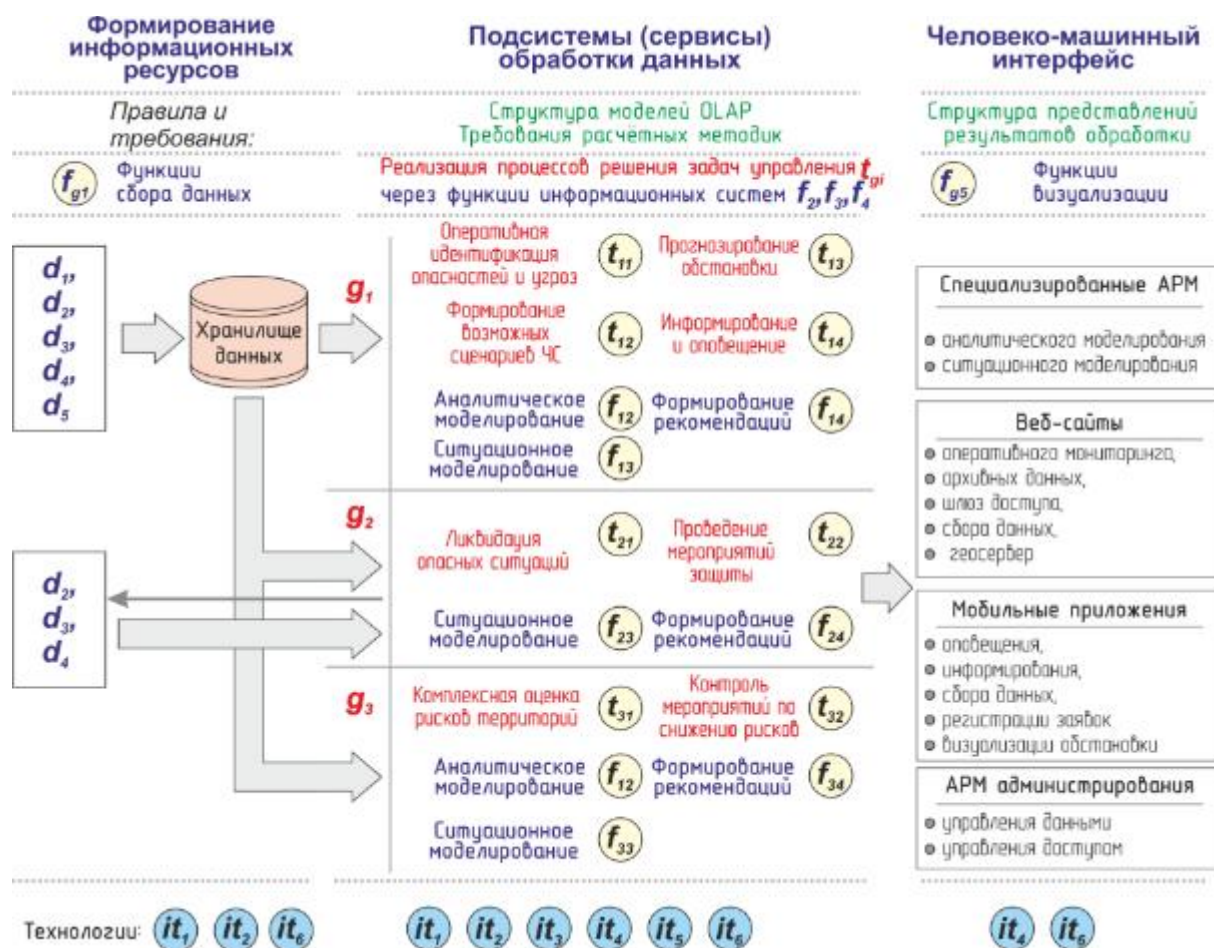 Формирование
информационных
ресурсов
Подсистемы (сервисы)
обработки данных
Человеко-машинный
интерфейс
Правила и
требования:
Структура моделей OLAP
Требования расчётных методик
Структура представлений
результатов обработки
f g1
Функции
сбора данных
Реализация процессов решения задач управления t gi
через функции информационных систем f2, f3, f4
f g5
Функции
визуализации
d1,
d2,
d3,
d4,
d5
Хранилище
данных
g1
Оперативная
идентификация
опасностей и угроз
t11
Прогнозирование
обстановки
t13
Формирование
возможных
сценариев ЧС
t12
Информирование
и оповещение
t14
Аналитическое
моделирование
f12
Формирование
рекомендаций
f14
Ситуационное
моделирование
f13
d2,
d3,
d4
g2
Ликвидация
опасных ситуаций
t21
Проведение
мероприятий
защиты
t22
Ситуационное
моделирование
f23
Формирование
рекомендаций
f24
g3
Комплексная оценка
рисков территорий
t31
Контроль
мероприятий по
снижению рисков
t32
Аналитическое
моделирование
f12
Формирование
рекомендаций
f34
Ситуационное
моделирование
f33
Специализированные АРМ
аналитического моделирования
ситуационного моделирования
Веб-сайты
оперативного мониторинга,
архивных данных,
шлюз доступа,
сбора данных,
геосервер
Мобильные приложения
оповещения,
информирования,
сбора данных,
регистрации заявок
визуализации обстановки
АРМ администрирования
управления данными
управления доступом
Технологии: it1 it2 it6
it1 it2 it3 it4 it5 it6
it4 it6